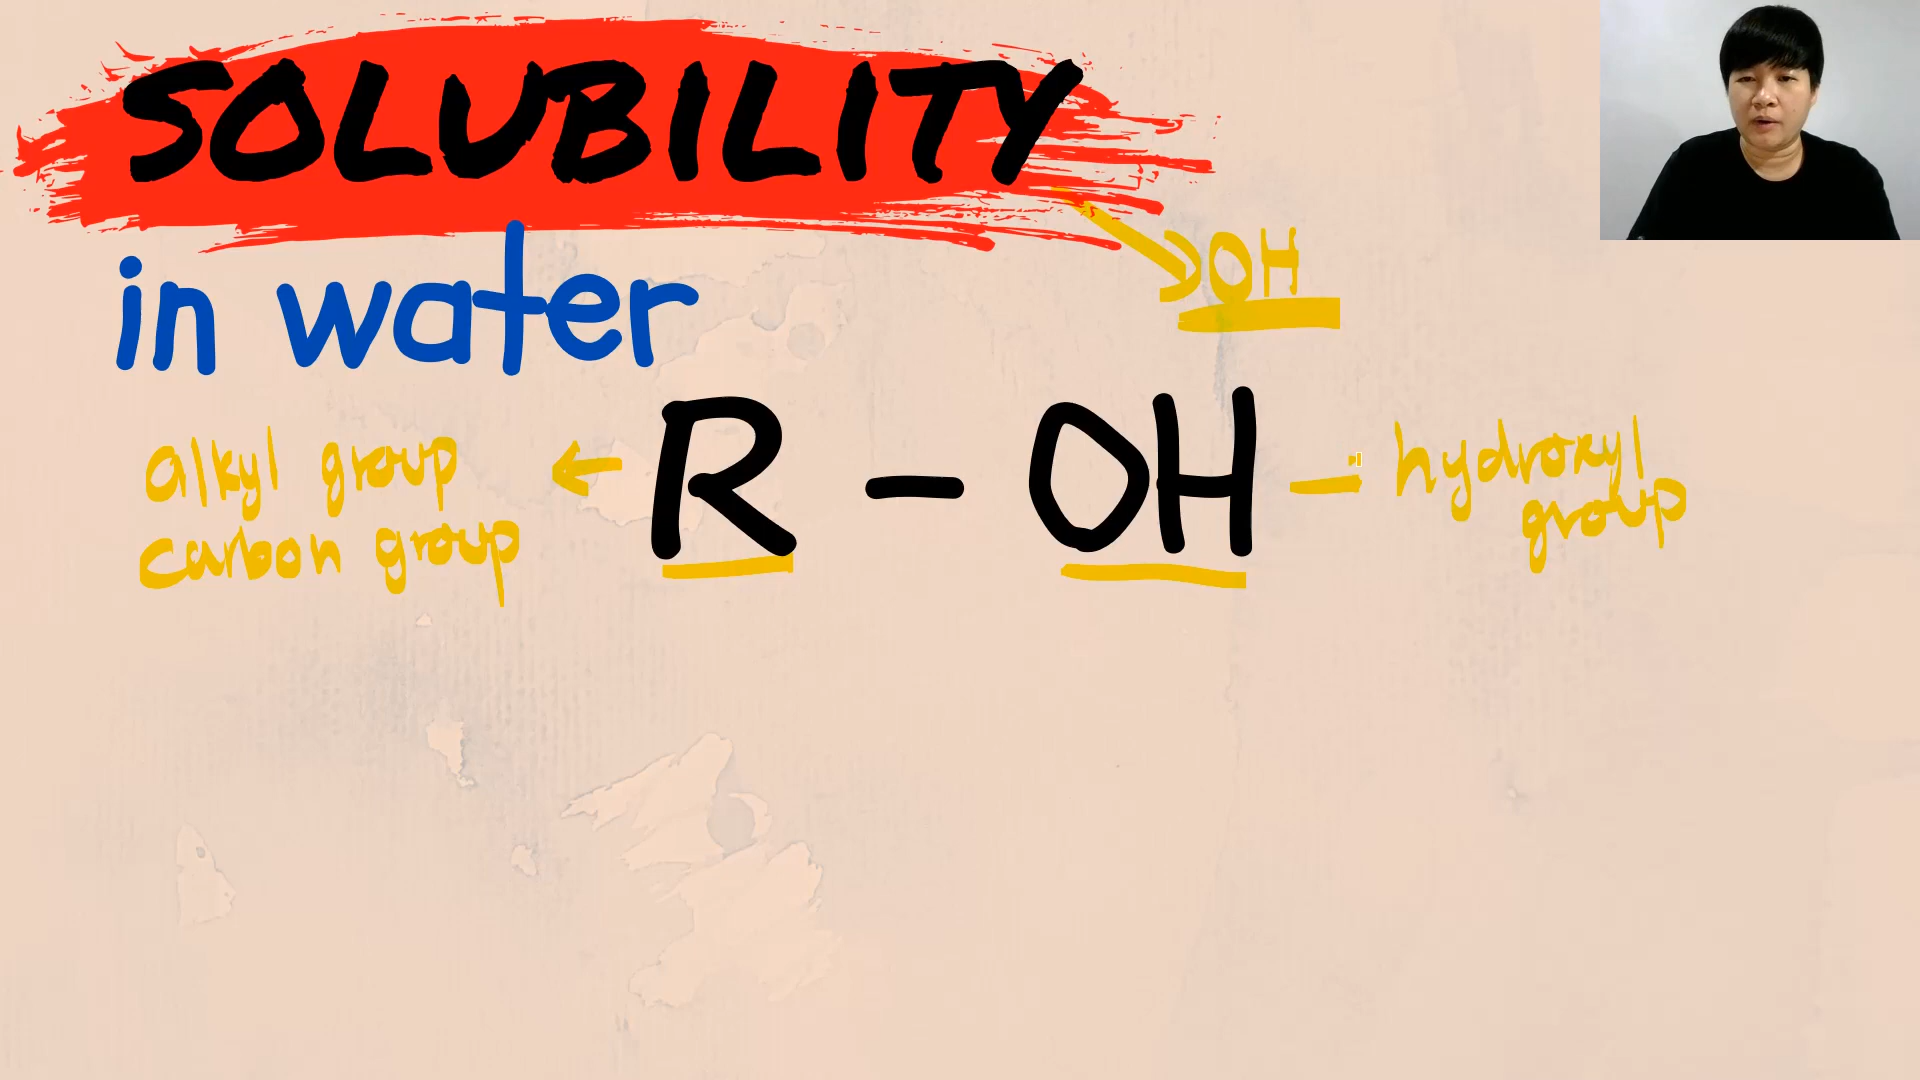 SOLUBILITY
in water
OH
R - OH
alkyl group
carbon group
hydroxyl
group